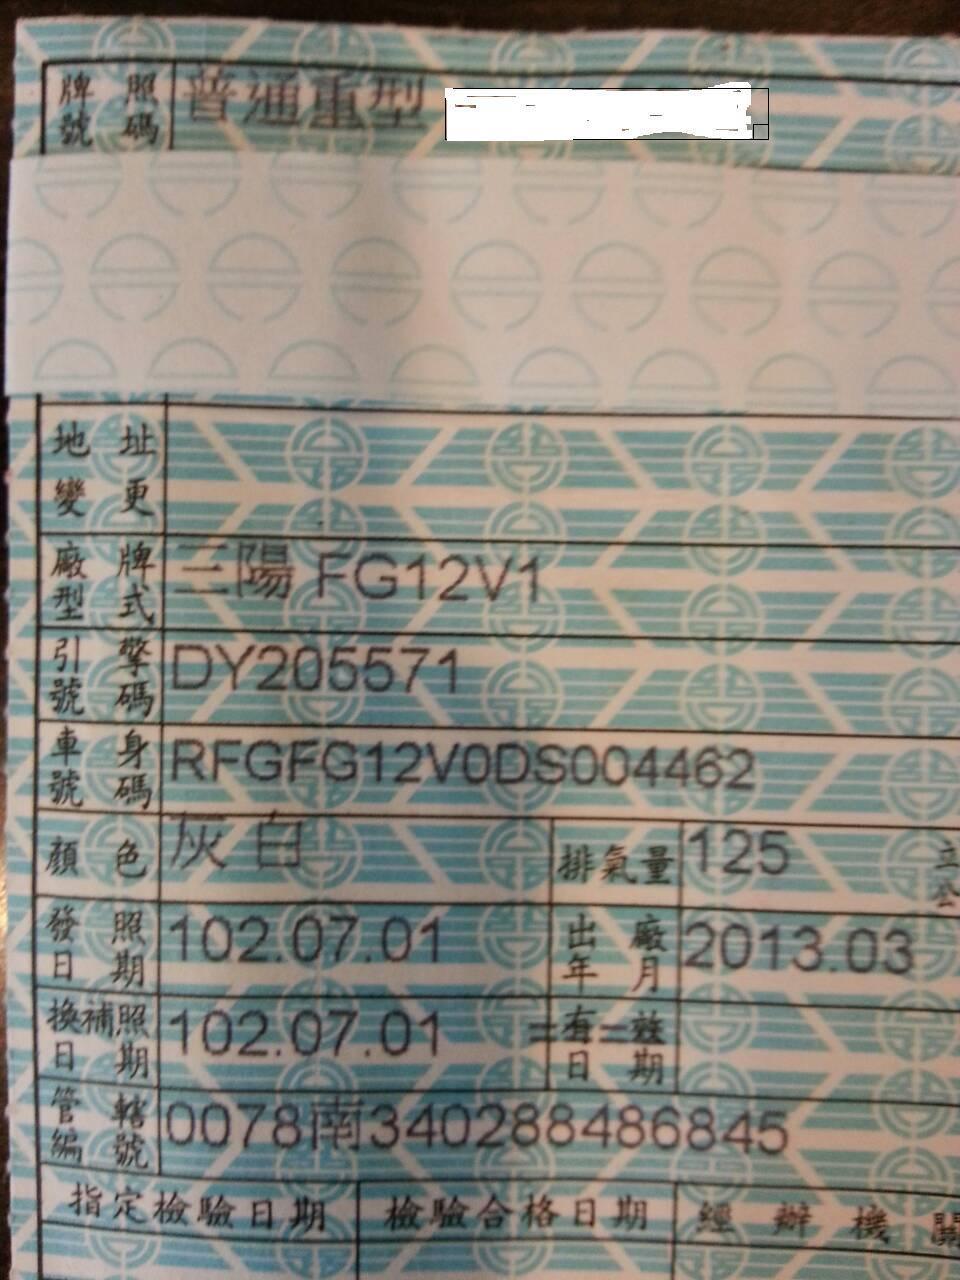 牌照號碼 普通重型
地址變更
廠牌型式 三陽 FG12V1
引擎號碼 DY205571
車身號碼 RFGFG12V0DS004462
顏色 灰白 排氣量 125 立公
發照日期 102.07.01 出廠年月 2013.03
換補照日期 102.07.01 有效日期
管轄編號 0078南340288486845
指定檢驗日期 檢驗合格日期 經辦機關